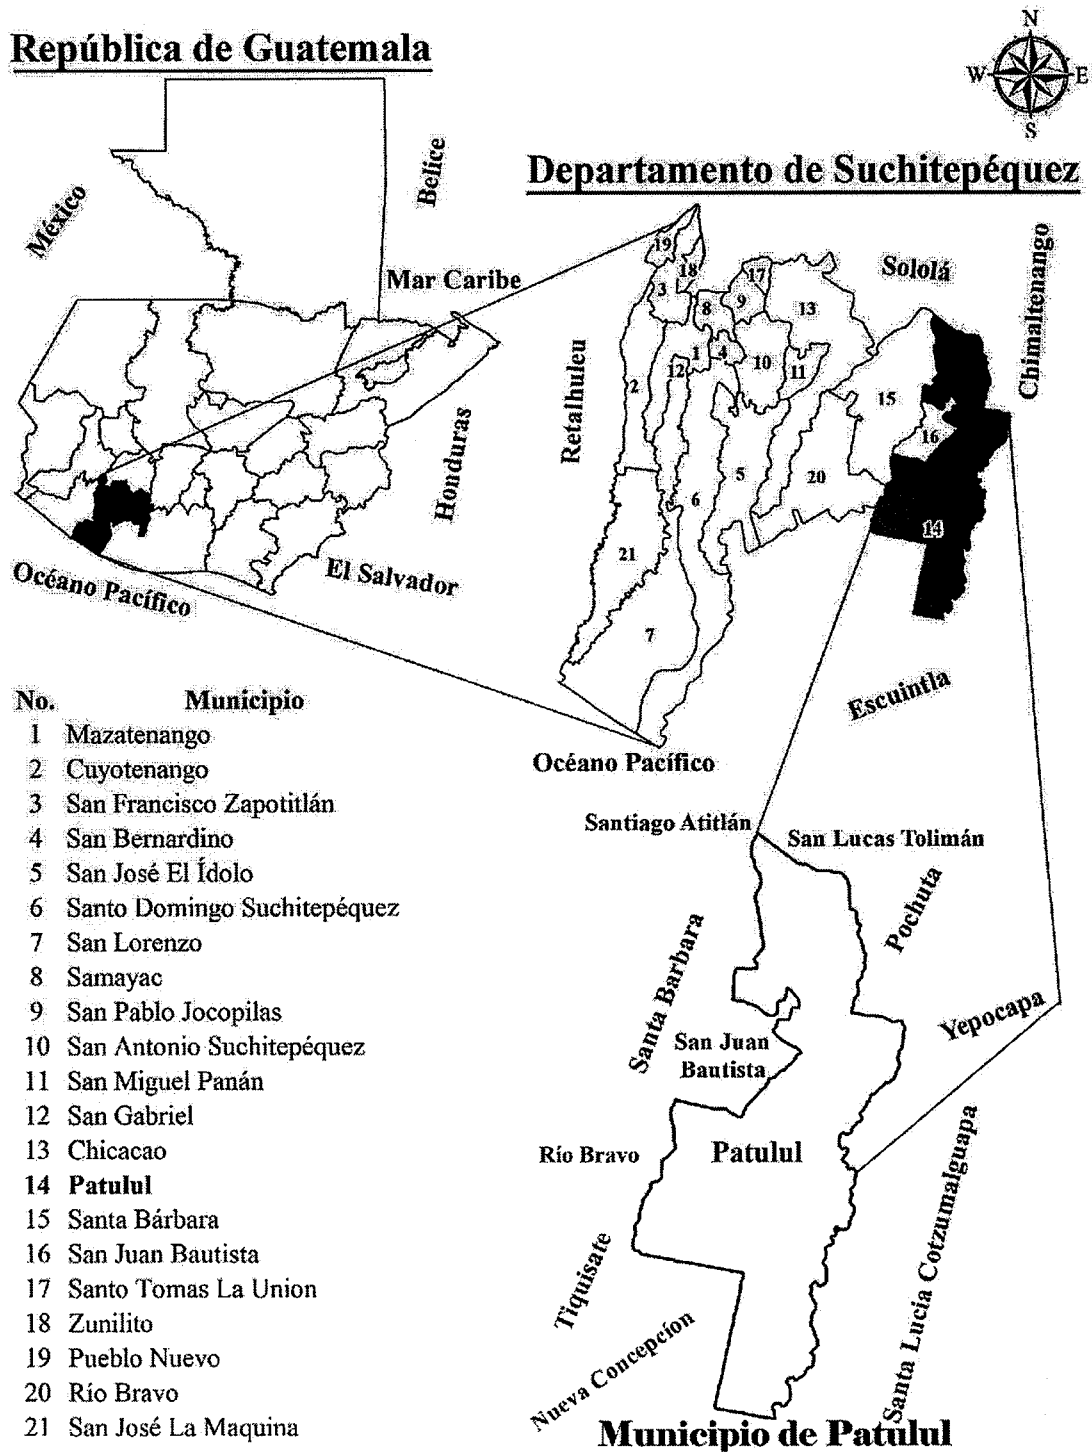 República de Guatemala
N
W
E
S
Departamento de Suchitepéquez
México
Belice
Mar Caribe
Honduras
El Salvador
Océano Pacífico
Retalhuleu
Sololá
Chimaltenango
Escuintla
Océano Pacífico
19
18
3
17
8
9
13
1
4
10
11
2
12
15
16
5
20
6
14
21
7
No. Municipio
1 Mazatenango
2 Cuyotenango
3 San Francisco Zapotitlán
4 San Bernardino
5 San José El Ídolo
6 Santo Domingo Suchitepéquez
7 San Lorenzo
8 Samayac
9 San Pablo Jocopilas
10 San Antonio Suchitepéquez
11 San Miguel Panán
12 San Gabriel
13 Chicacao
14 Patulul
15 Santa Bárbara
16 San Juan Bautista
17 Santo Tomas La Union
18 Zunilito
19 Pueblo Nuevo
20 Río Bravo
21 San José La Maquina
Santiago Atitlán
San Lucas Tolimán
Pochuta
Santa Barbara
Yepocapa
San Juan
Bautista
Río Bravo
Patulul
Santa Lucia Cotzumalguapa
Tiquisate
Nueva Concepcíon
Municipio de Patulul